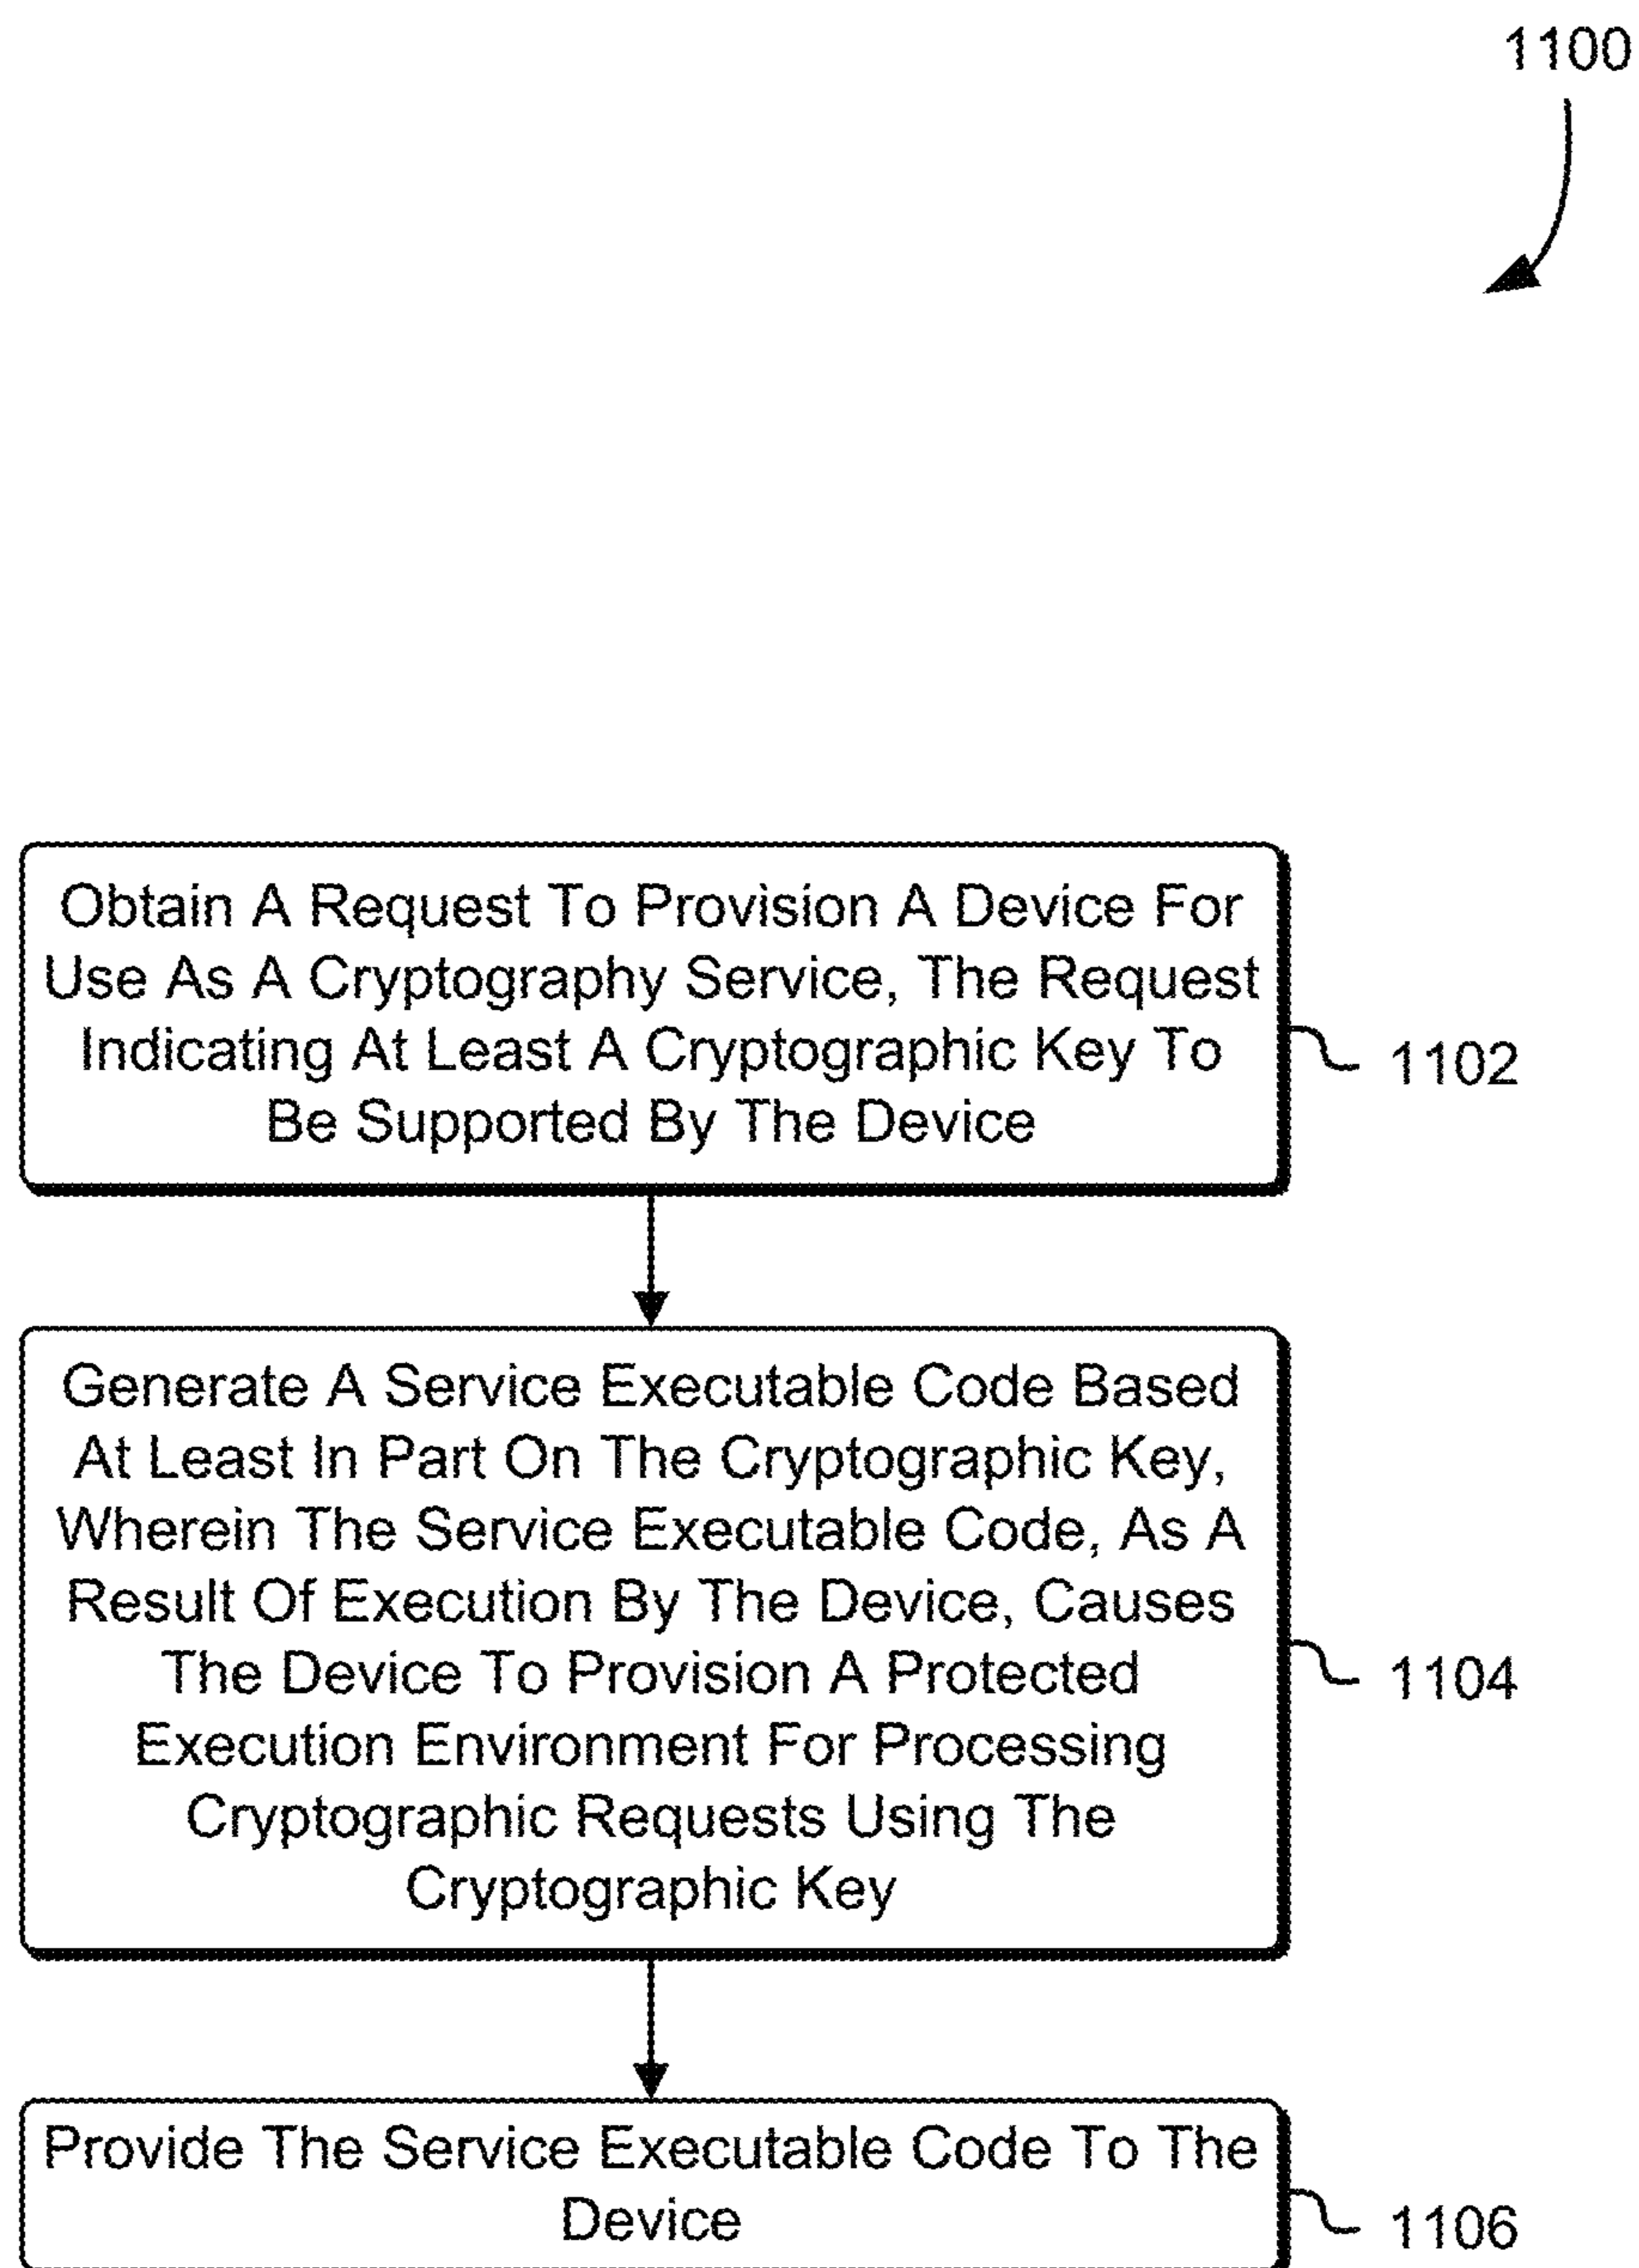 1100
Obtain A Request To Provision A Device For
Use As A Cryptography Service, The Request
Indicating At Least A Cryptographic Key To
Be Supported By The Device
1102
Generate A Service Executable Code Based
At Least In Part On The Cryptographic Key,
Wherein The Service Executable Code, As A
Result Of Execution By The Device, Causes
The Device To Provision A Protected
Execution Environment For Processing
Cryptographic Requests Using The
Cryptographic Key
1104
Provide The Service Executable Code To The
Device
1106